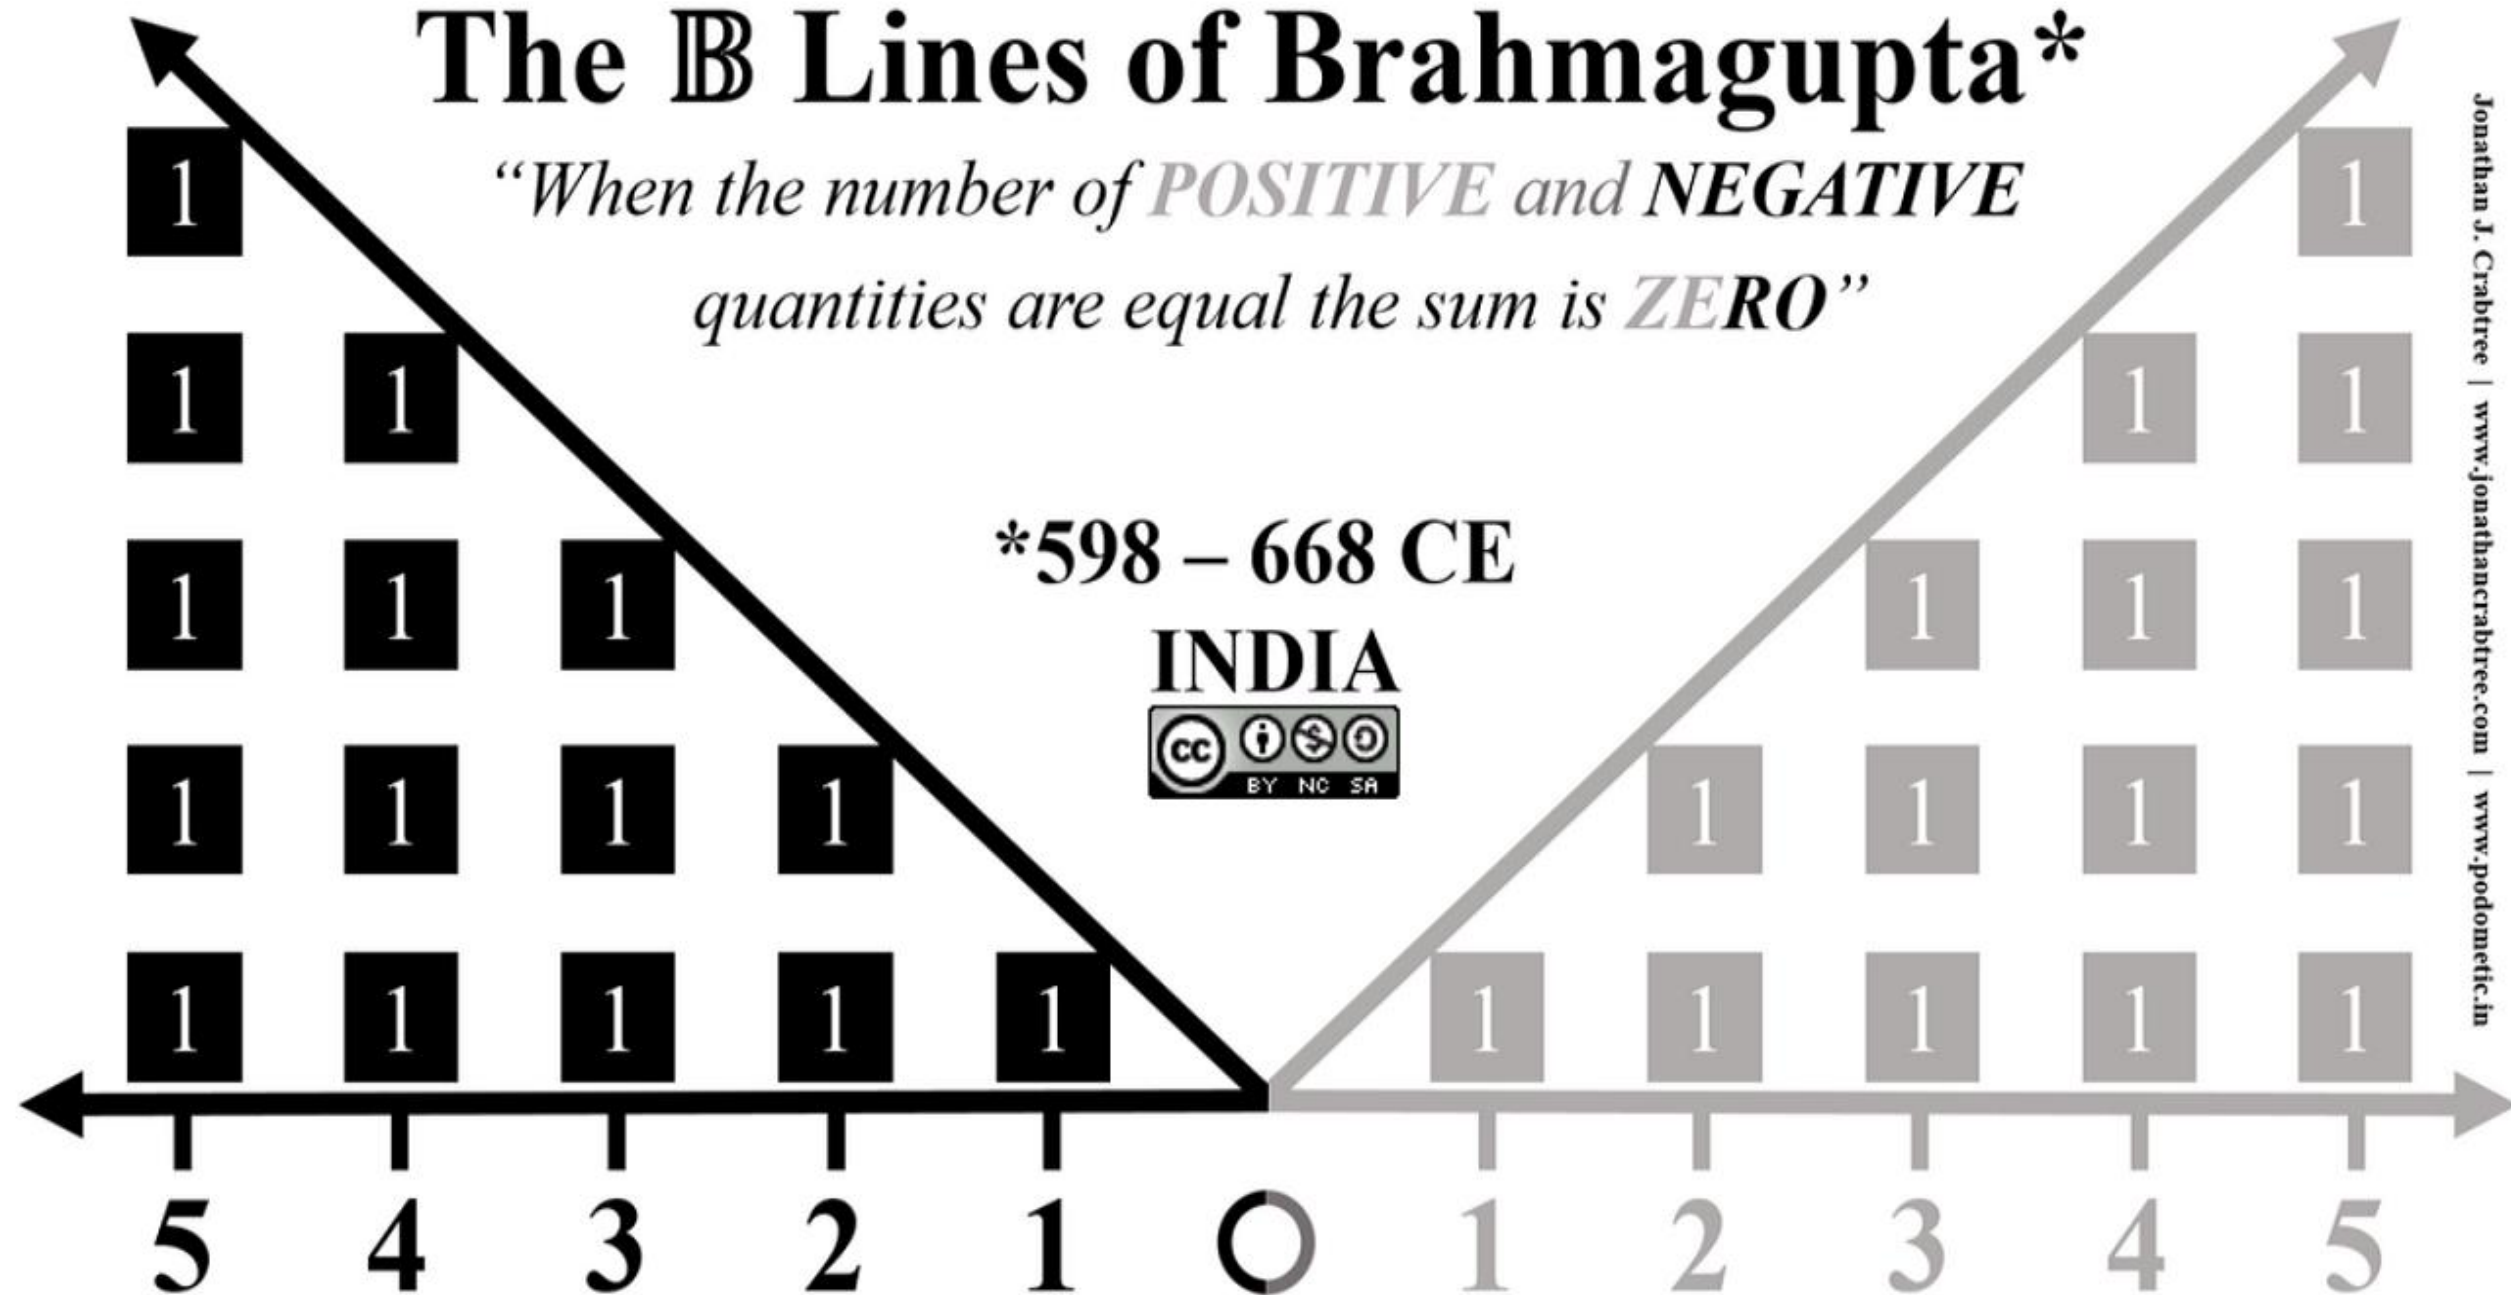 The 𝔹 Lines of Brahmagupta*
“When the number of POSITIVE and NEGATIVE
quantities are equal the sum is ZERO”
*598 – 668 CE
INDIA
cc
BY NC SA
1 1
1 1 1 1
1 1 1 1 1 1
1 1 1 1 1 1 1 1
1 1 1 1 1 1 1 1 1 1
5 4 3 2 1 0 1 2 3 4 5
Jonathan J. Crabtree | www.jonathancrabtree.com | www.podometic.in